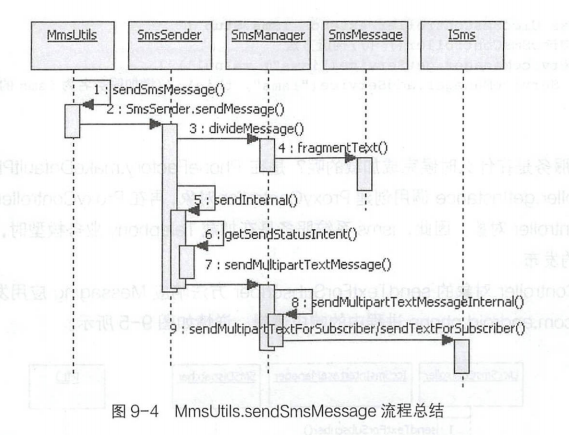 MmsUtils SmsSender SmsManager SmsMessage ISms
1 : sendSmsMessage()
2 : SmsSender.sendMessage()
3 : divideMessage()
4 : fragmentText()
5 : sendInternal()
6 : getSendStatusIntent()
7 : sendMultipartTextMessage()
8 : sendMultipartTextMessageInternal()
9 : sendMultipartTextForSubscriber/sendTextForSubscriber()
图 9-4 MmsUtils.sendSmsMessage 流程总结